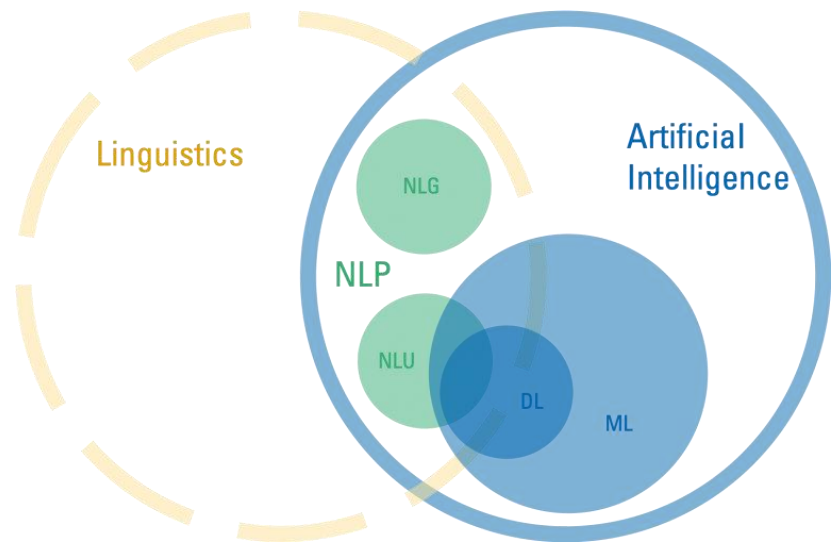 Linguistics
Artificial
Intelligence
NLG
NLP
NLU
DL
ML